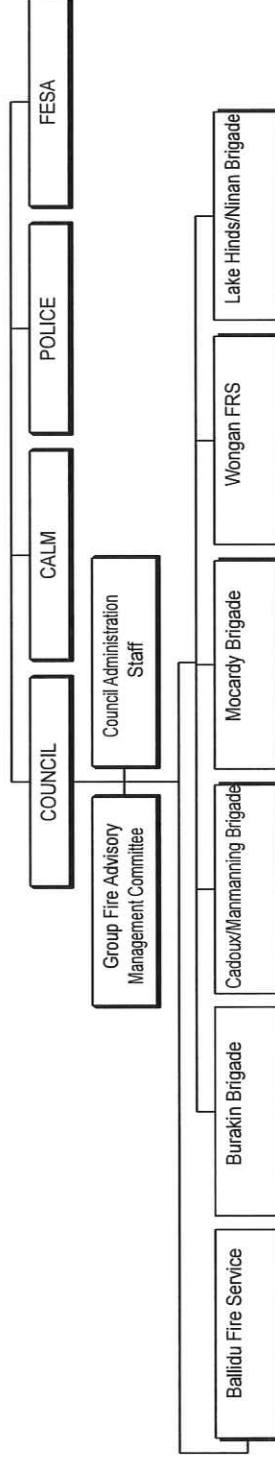 COUNCIL
CALM
POLICE
FESA
Group Fire Advisory
Management Committee
Council Administration
Staff
Ballidu Fire Service
Burakin Brigade
Cadoux/Manmanning Brigade
Mocardy Brigade
Wongan FRS
Lake Hinds/Ninan Brigade